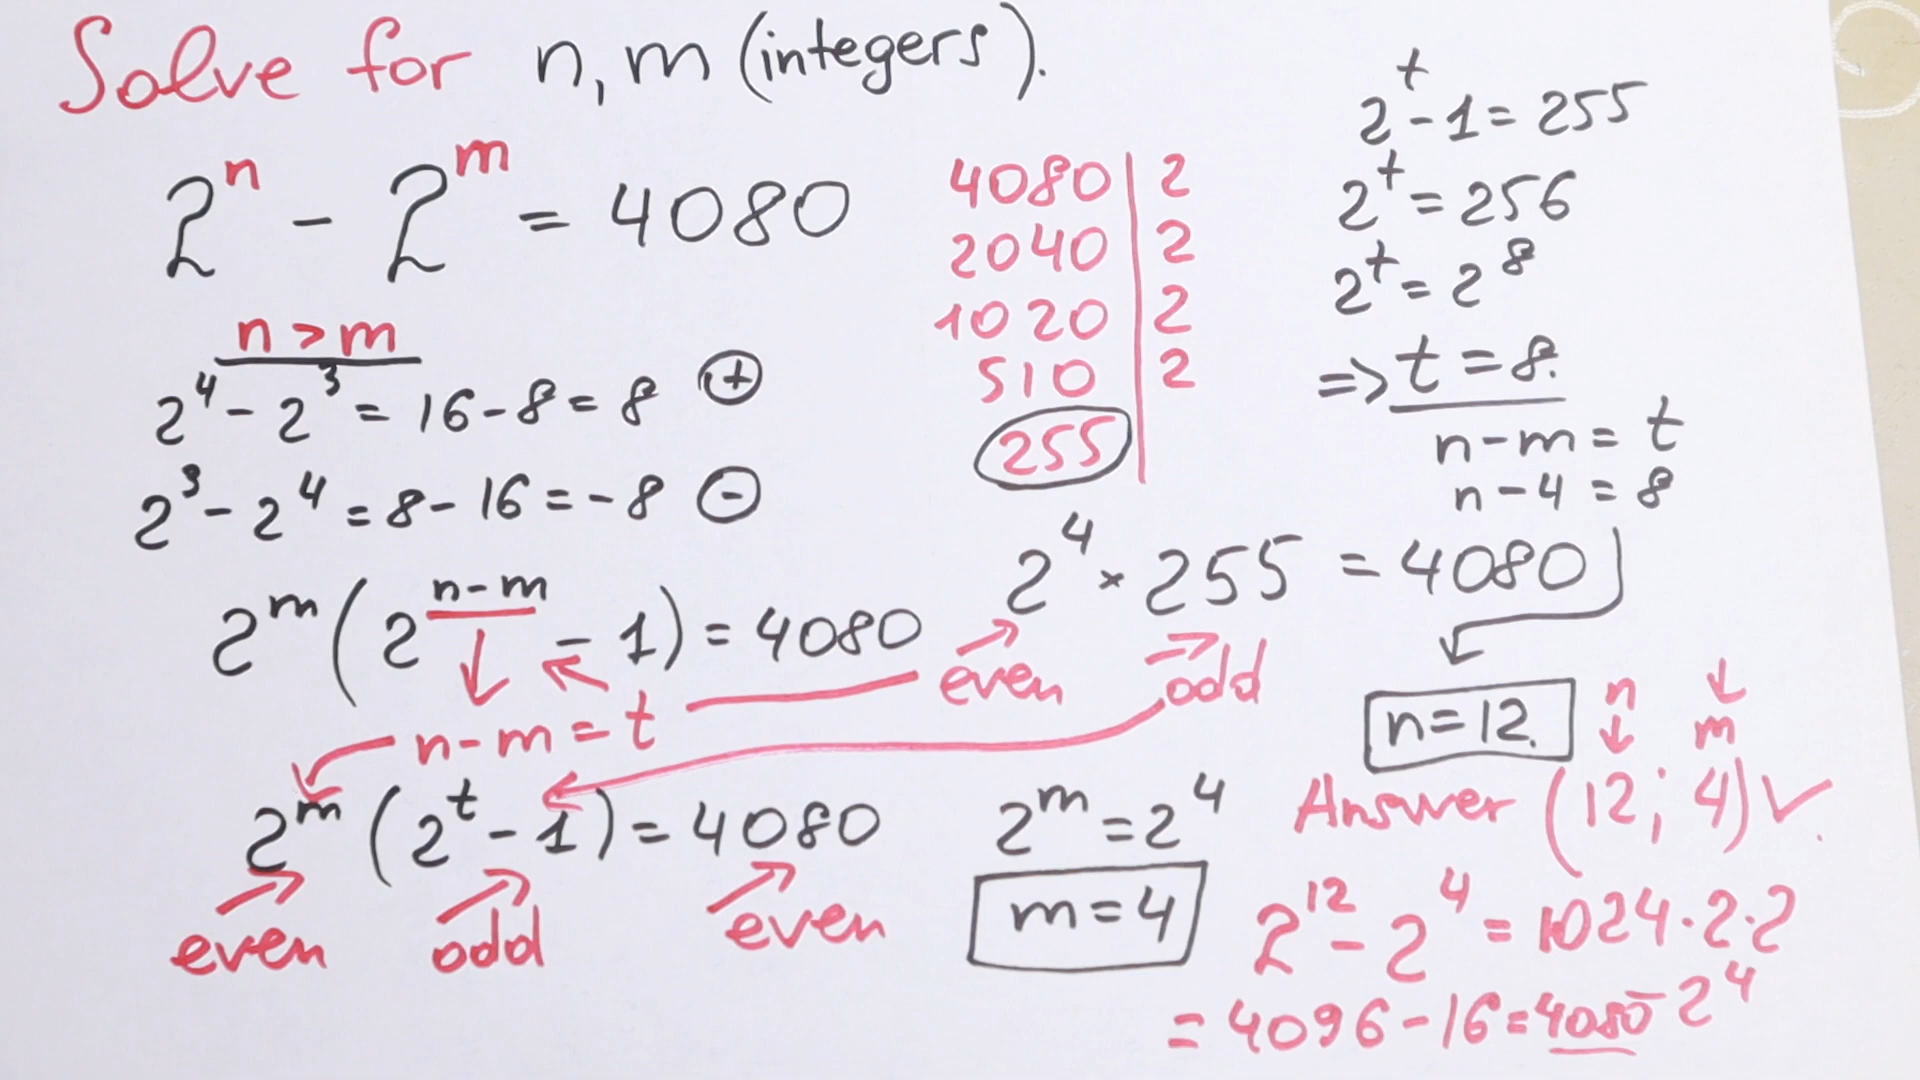 Solve for n, m (integers).
2^n - 2^m = 4080
n > m
2^4 - 2^3 = 16 - 8 = 8 ⊕
2^3 - 2^4 = 8 - 16 = -8 ⊖
2^m (2^(n-m) - 1) = 4080
n - m = t
2^m (2^t - 1) = 4080
even odd even
4080 | 2
2040 | 2
1020 | 2
510 | 2
255
2^4 × 255 = 4080
even odd
2^m = 2^4
m = 4
2^t - 1 = 255
2^t = 256
2^t = 2^8
=> t = 8.
n - m = t
n - 4 = 8
n = 12.
n m
Answer (12; 4) ✓.
2^12 - 2^4 = 1024 · 2 · 2
- 2^4
= 4096 - 16 = 4080